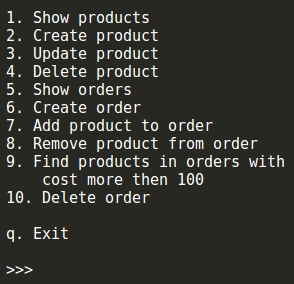 1. Show products
2. Create product
3. Update product
4. Delete product
5. Show orders
6. Create order
7. Add product to order
8. Remove product from order
9. Find products in orders with
cost more then 100
10. Delete order
q. Exit
>>>